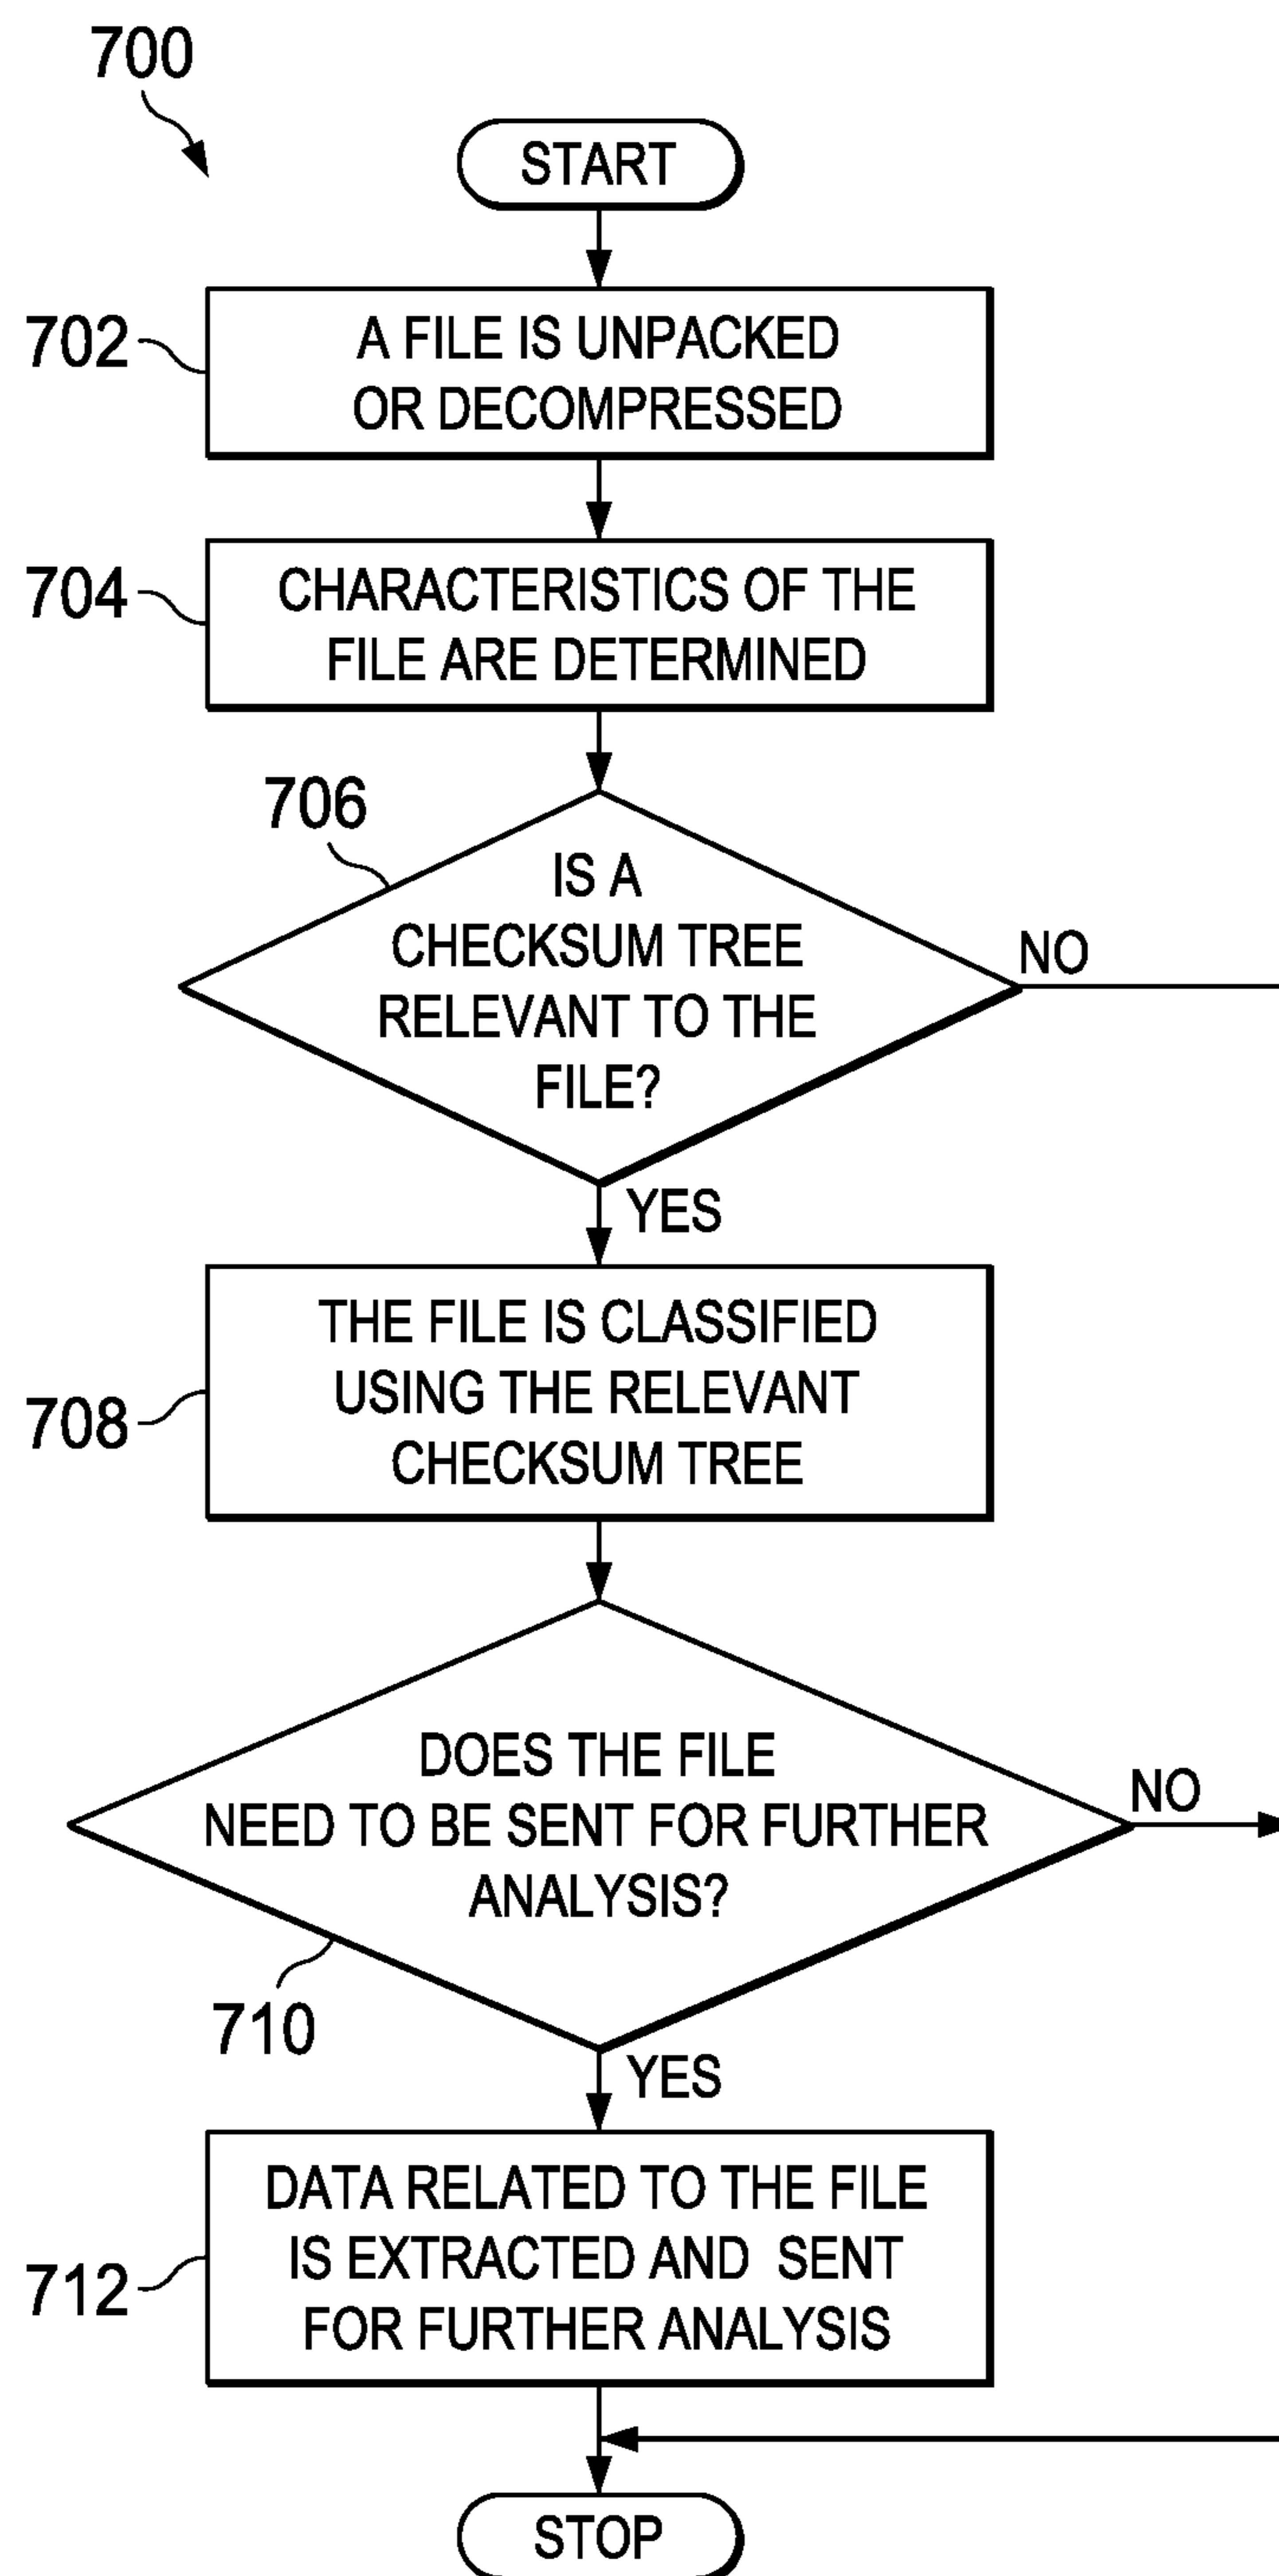 700
START
702
A FILE IS UNPACKED
OR DECOMPRESSED
704
CHARACTERISTICS OF THE
FILE ARE DETERMINED
706
IS A
CHECKSUM TREE
RELEVANT TO THE
FILE?
NO
YES
708
THE FILE IS CLASSIFIED
USING THE RELEVANT
CHECKSUM TREE
DOES THE FILE
NEED TO BE SENT FOR FURTHER
ANALYSIS?
NO
710
YES
712
DATA RELATED TO THE FILE
IS EXTRACTED AND SENT
FOR FURTHER ANALYSIS
STOP